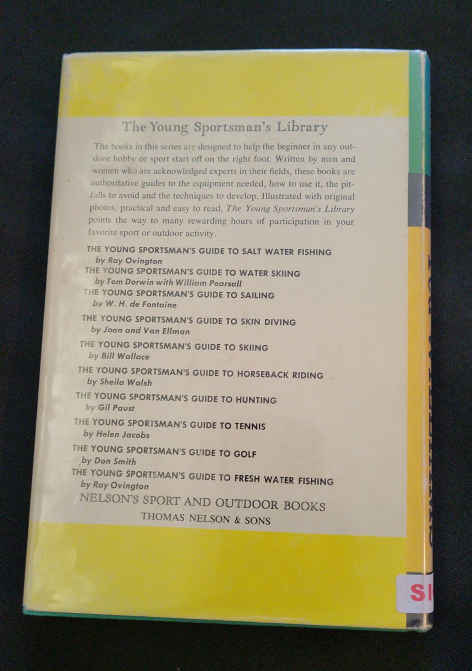 The Young Sportsman's Library
The books in this series are designed to help the beginner in any out-
door hobby or sport start off on the right foot. Written by men and
women who are acknowledged experts in their fields, these books are
authoritative guides to the equipment needed, how to use it, the pit-
falls to avoid and the techniques to develop. Illustrated with original
photos, practical and easy to read, The Young Sportsman's Library
points the way to many rewarding hours of participation in your
favorite sport or outdoor activity.
THE YOUNG SPORTSMAN'S GUIDE TO SALT WATER FISHING
by Ray Ovington
THE YOUNG SPORTSMAN'S GUIDE TO WATER SKIING
by Tom Dorwin with William Pearsall
THE YOUNG SPORTSMAN'S GUIDE TO SAILING
by W. H. de Fontaine
THE YOUNG SPORTSMAN'S GUIDE TO SKIN DIVING
by Joan and Van Ellman
THE YOUNG SPORTSMAN'S GUIDE TO SKIING
by Bill Wallace
THE YOUNG SPORTSMAN'S GUIDE TO HORSEBACK RIDING
by Sheila Walsh
THE YOUNG SPORTSMAN'S GUIDE TO HUNTING
by Gil Paust
THE YOUNG SPORTSMAN'S GUIDE TO TENNIS
by Helen Jacobs
THE YOUNG SPORTSMAN'S GUIDE TO GOLF
by Don Smith
THE YOUNG SPORTSMAN'S GUIDE TO FRESH WATER FISHING
by Ray Ovington
NELSON'S SPORT AND OUTDOOR BOOKS
THOMAS NELSON & SONS